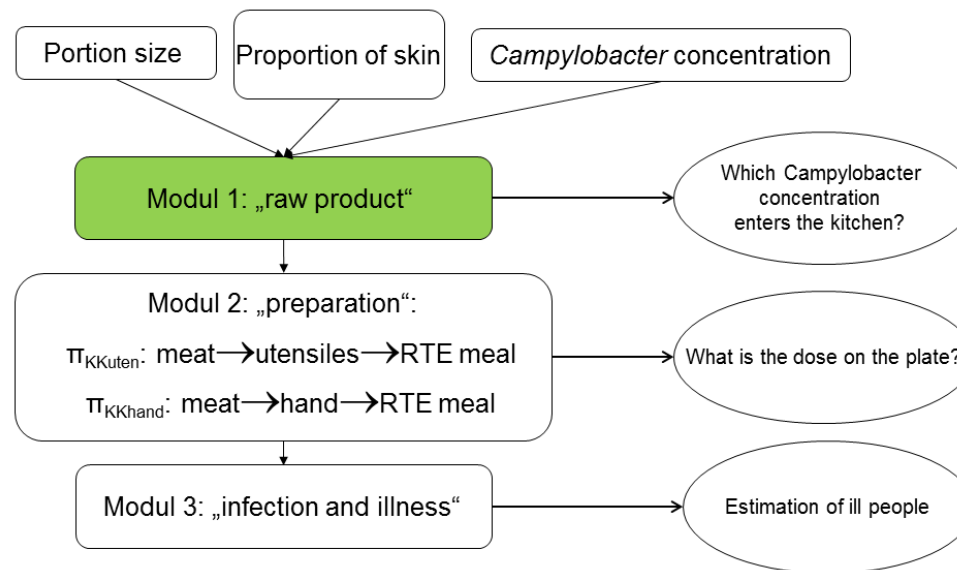 Portion size
Proportion of skin
Campylobacter concentration
Modul 1: „raw product“
Which Campylobacter
concentration
enters the kitchen?
Modul 2: „preparation“:
πKKuten: meat→utensiles→RTE meal
πKKhand: meat→hand→RTE meal
What is the dose on the plate?
Modul 3: „infection and illness“
Estimation of ill people